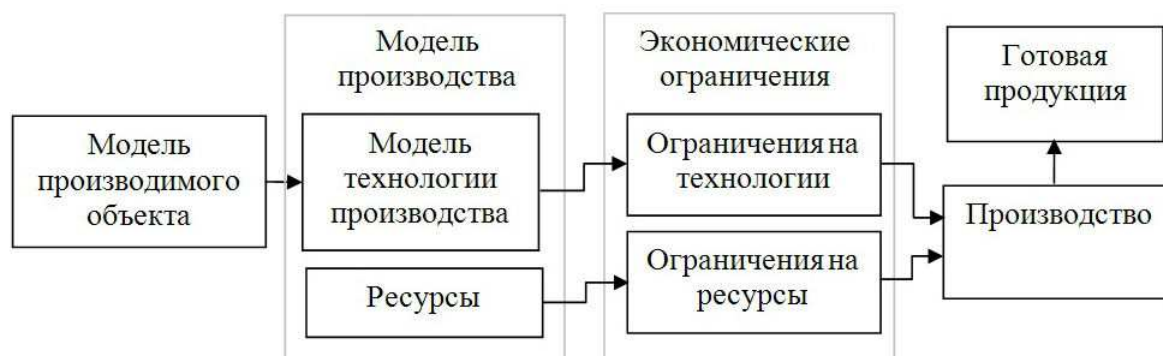 Модель
производимого
объекта
Модель
производства
Модель
технологии
производства
Ресурсы
Экономические
ограничения
Ограничения на
технологии
Ограничения на
ресурсы
Готовая
продукция
Производство